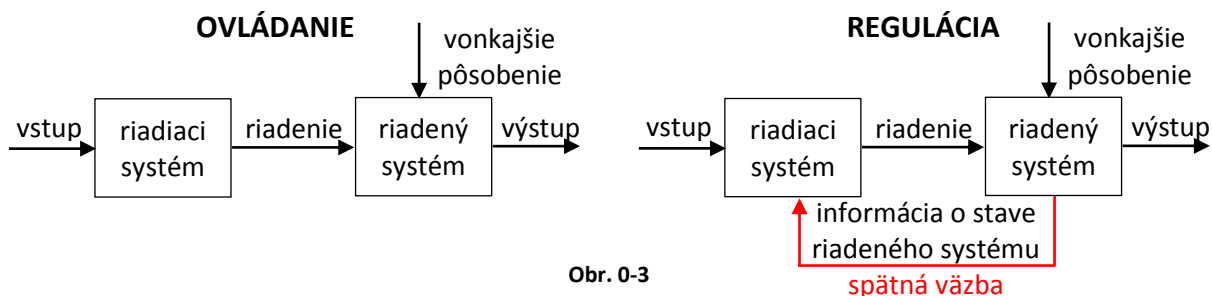 OVLÁDANIE
vonkajšie
pôsobenie
vstup
riadiaci
systém
riadenie
riadený
systém
výstup
REGULÁCIA
vonkajšie
pôsobenie
vstup
riadiaci
systém
riadenie
riadený
systém
výstup
informácia o stave
riadeného systému
spätná väzba
Obr. 0-3